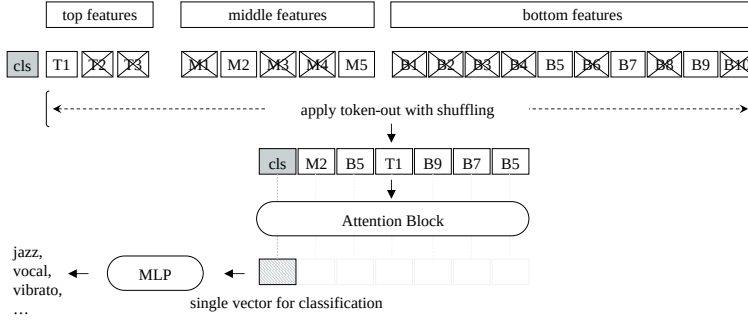 top features middle features bottom features
cls T1 T2 T3 M1 M2 M3 M4 M5 B1 B2 B3 B4 B5 B6 B7 B8 B9 B10
apply token-out with shuffling
cls M2 B5 T1 B9 B7 B5
Attention Block
jazz,
vocal,
vibrato,
…
MLP
single vector for classification